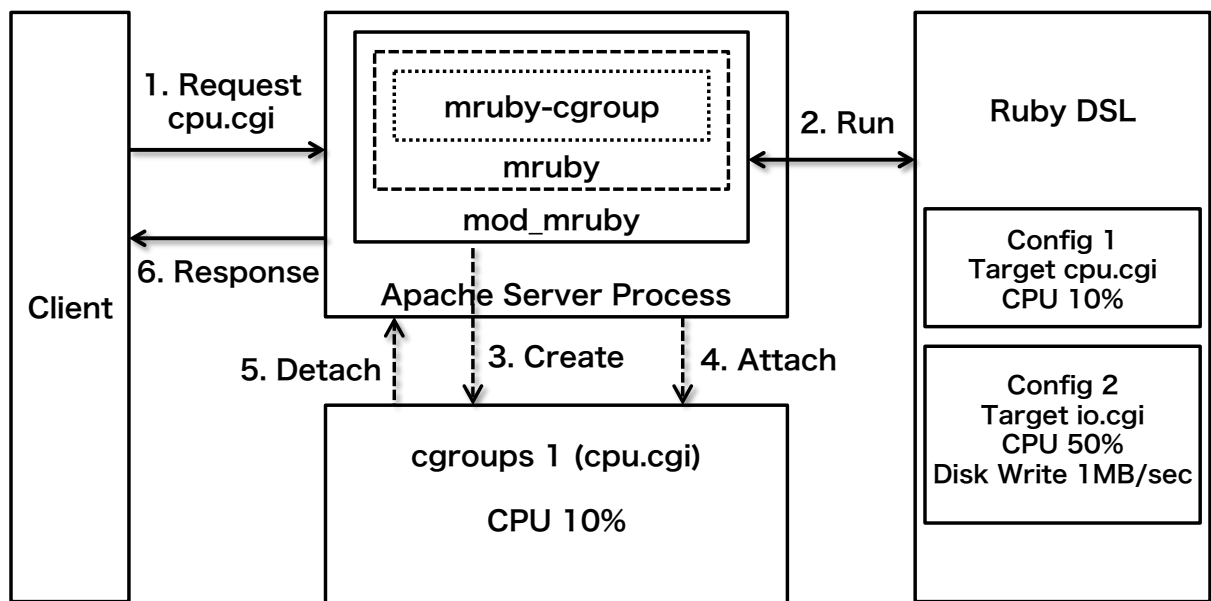 Client
1. Request
cpu.cgi
6. Response
mruby-cgroup
mruby
mod_mruby
Apache Server Process
2. Run
5. Detach
3. Create
4. Attach
cgroups 1 (cpu.cgi)
CPU 10%
Ruby DSL
Config 1
Target cpu.cgi
CPU 10%
Config 2
Target io.cgi
CPU 50%
Disk Write 1MB/sec